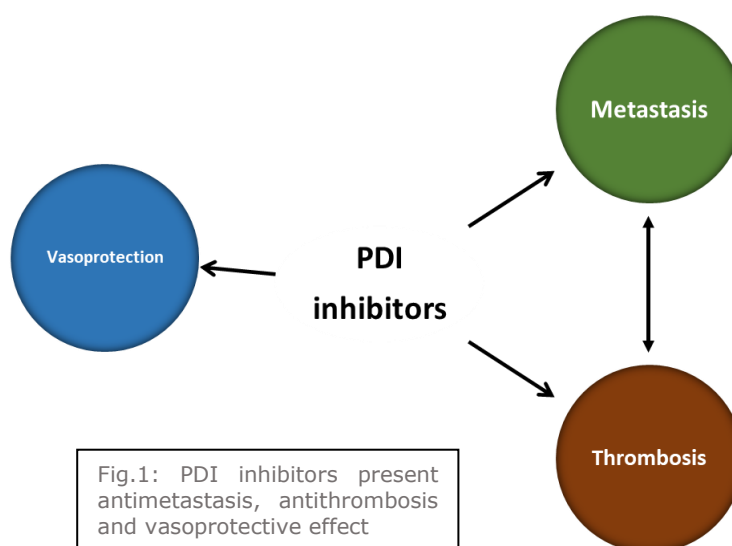 Metastasis
Vasoprotection
PDI
inhibitors
Thrombosis
Fig.1: PDI inhibitors present
antimetastasis, antithrombosis
and vasoprotective effect